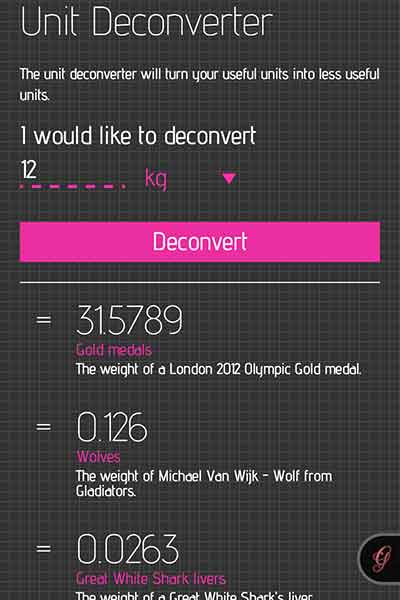 Unit Deconverter
The unit deconverter will turn your useful units into less useful
units.
I would like to deconvert
12 kg
Deconvert
= 31.5789
Gold medals
The weight of a London 2012 Olympic Gold medal.
= 0.126
Wolves
The weight of Michael Van Wijk - Wolf from
Gladiators.
= 0.0263
Great White Shark livers
The weight of a Great White Shark's liver
G